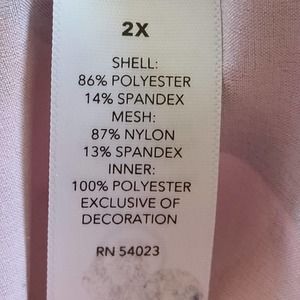 2X
SHELL:
86% POLYESTER
14% SPANDEX
MESH:
87% NYLON
13% SPANDEX
INNER:
100% POLYESTER
EXCLUSIVE OF
DECORATION
RN 54023